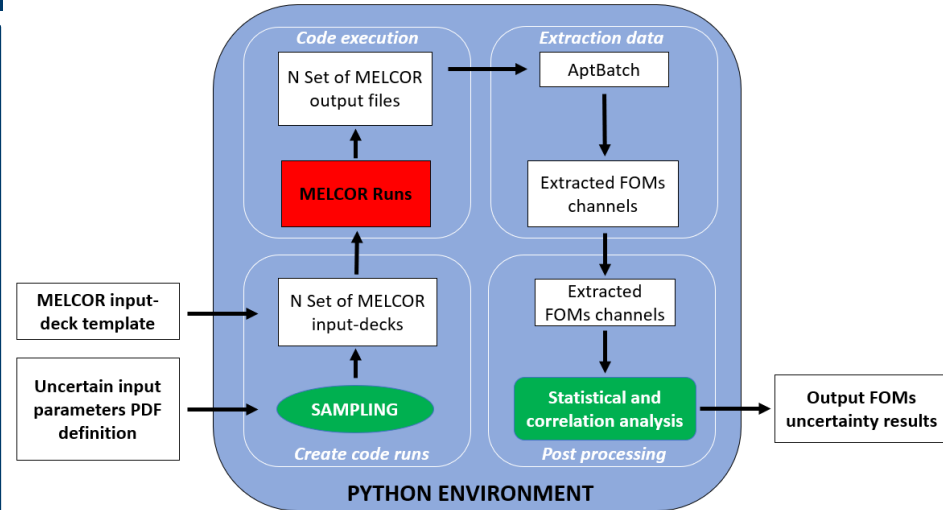 Code execution
N Set of MELCOR
output files
MELCOR Runs
Extraction data
AptBatch
Extracted FOMs
channels
MELCOR input-
deck template
Uncertain input
parameters PDF
definition
N Set of MELCOR
input-decks
SAMPLING
Create code runs
Extracted
FOMs channels
Statistical and
correlation analysis
Post processing
Output FOMs
uncertainty results
PYTHON ENVIRONMENT